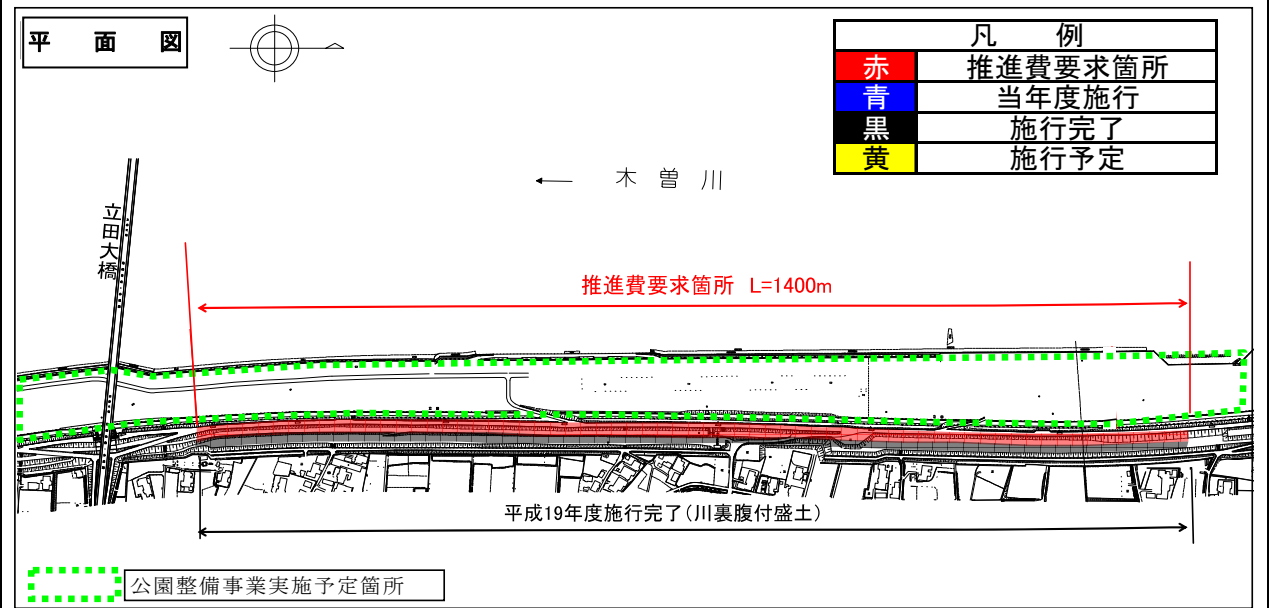 平 面 図
凡 例
赤 推進費要求箇所
青 当年度施行
黒 施行完了
黄 施行予定
← 木曽川
立田大橋
推進費要求箇所 L=1400m
平成19年度施行完了(川裏腹付盛土)
公園整備事業実施予定箇所